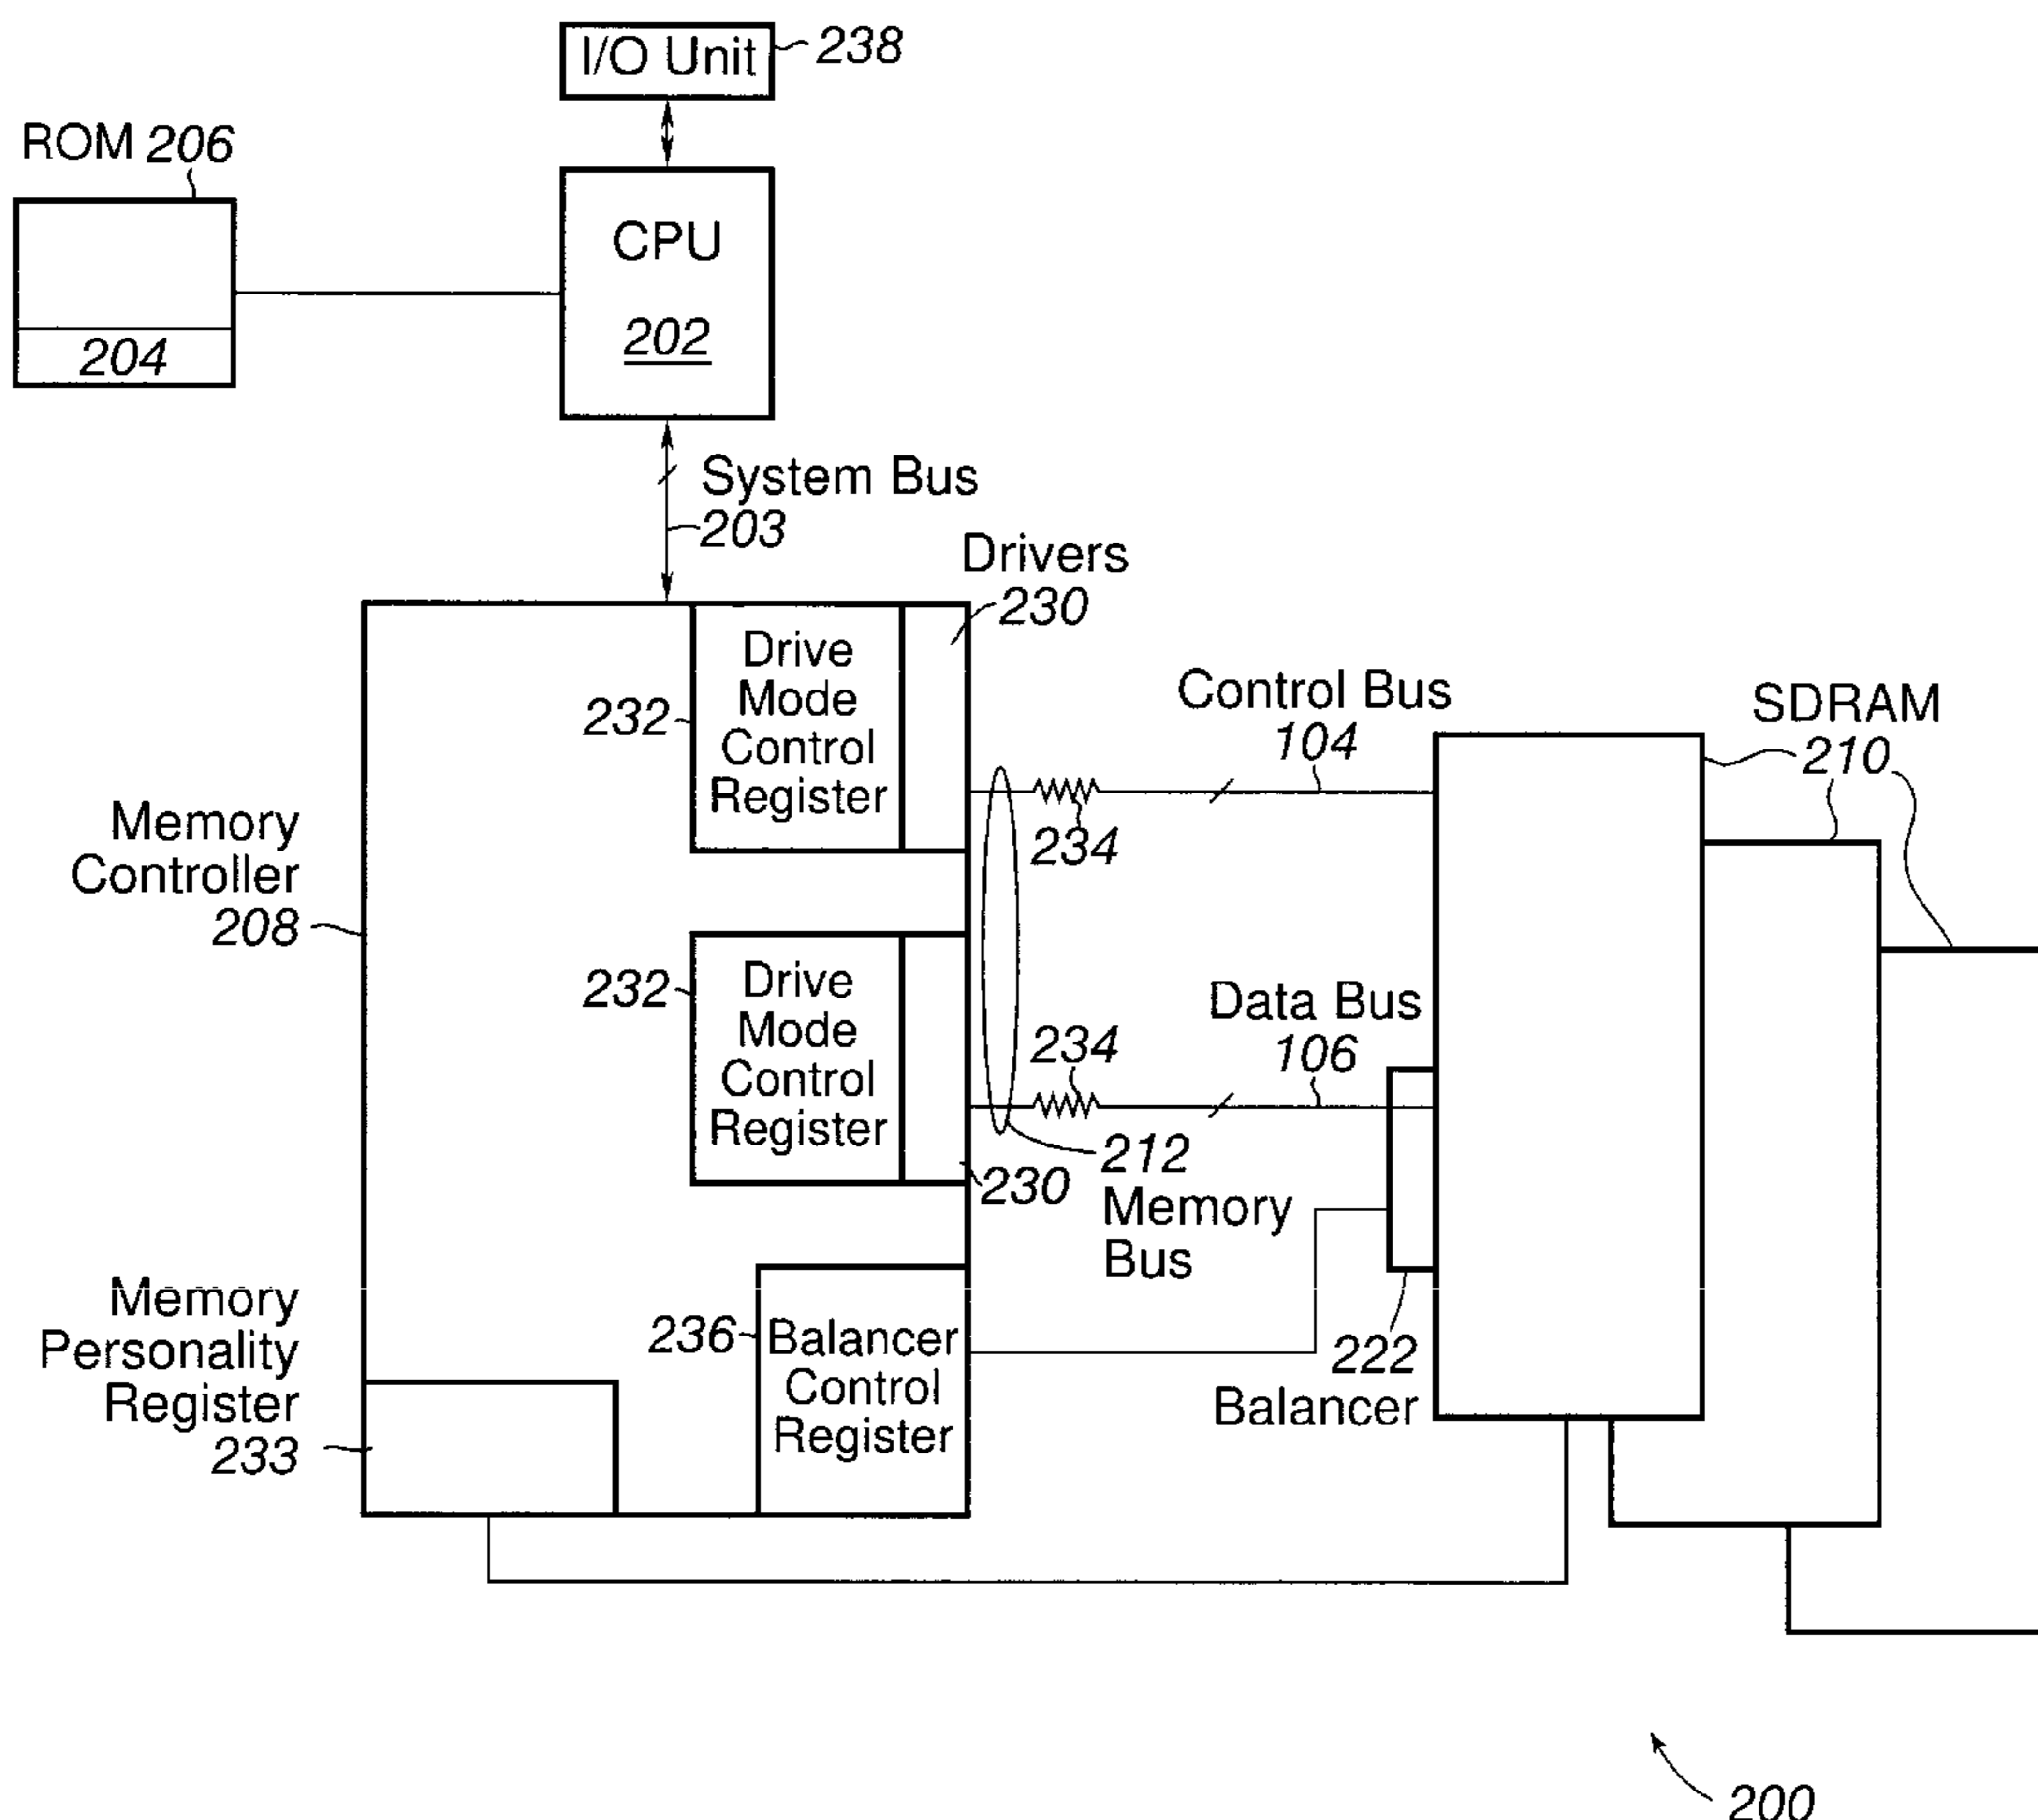 I/O Unit
238
ROM 206
CPU
202
204
System Bus
203
Drivers
230
Drive
Mode
Control
Register
232
Control Bus
104
SDRAM
210
234
Memory
Controller
208
232
Drive
Mode
Control
Register
Data Bus
106
234
212
Memory
Bus
230
Memory
Personality
Register
233
236
Balancer
Control
Register
222
Balancer
200